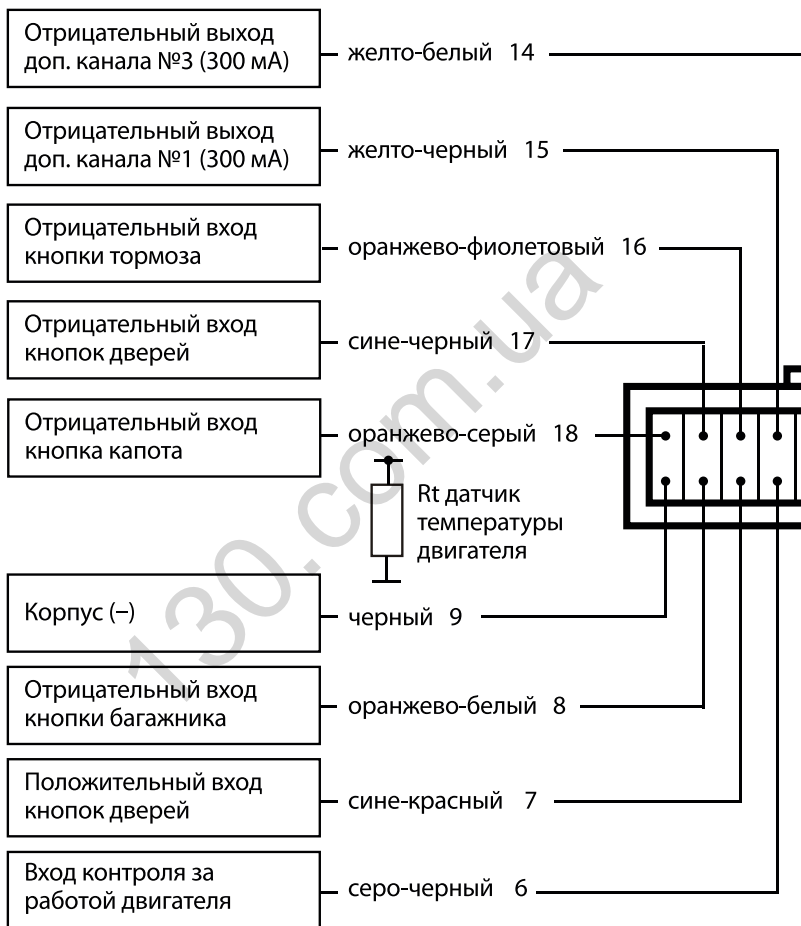 Отрицательный выход
доп. канала №3 (300 мА)
желто-белый 14
Отрицательный выход
доп. канала №1 (300 мА)
желто-черный 15
Отрицательный вход
кнопки тормоза
оранжево-фиолетовый 16
Отрицательный вход
кнопок дверей
сине-черный 17
Отрицательный вход
кнопка капота
оранжево-серый 18
Rt датчик
температуры
двигателя
Корпус (–)
черный 9
Отрицательный вход
кнопки багажника
оранжево-белый 8
Положительный вход
кнопок дверей
сине-красный 7
Вход контроля за
работой двигателя
серо-черный 6
130.com.ua